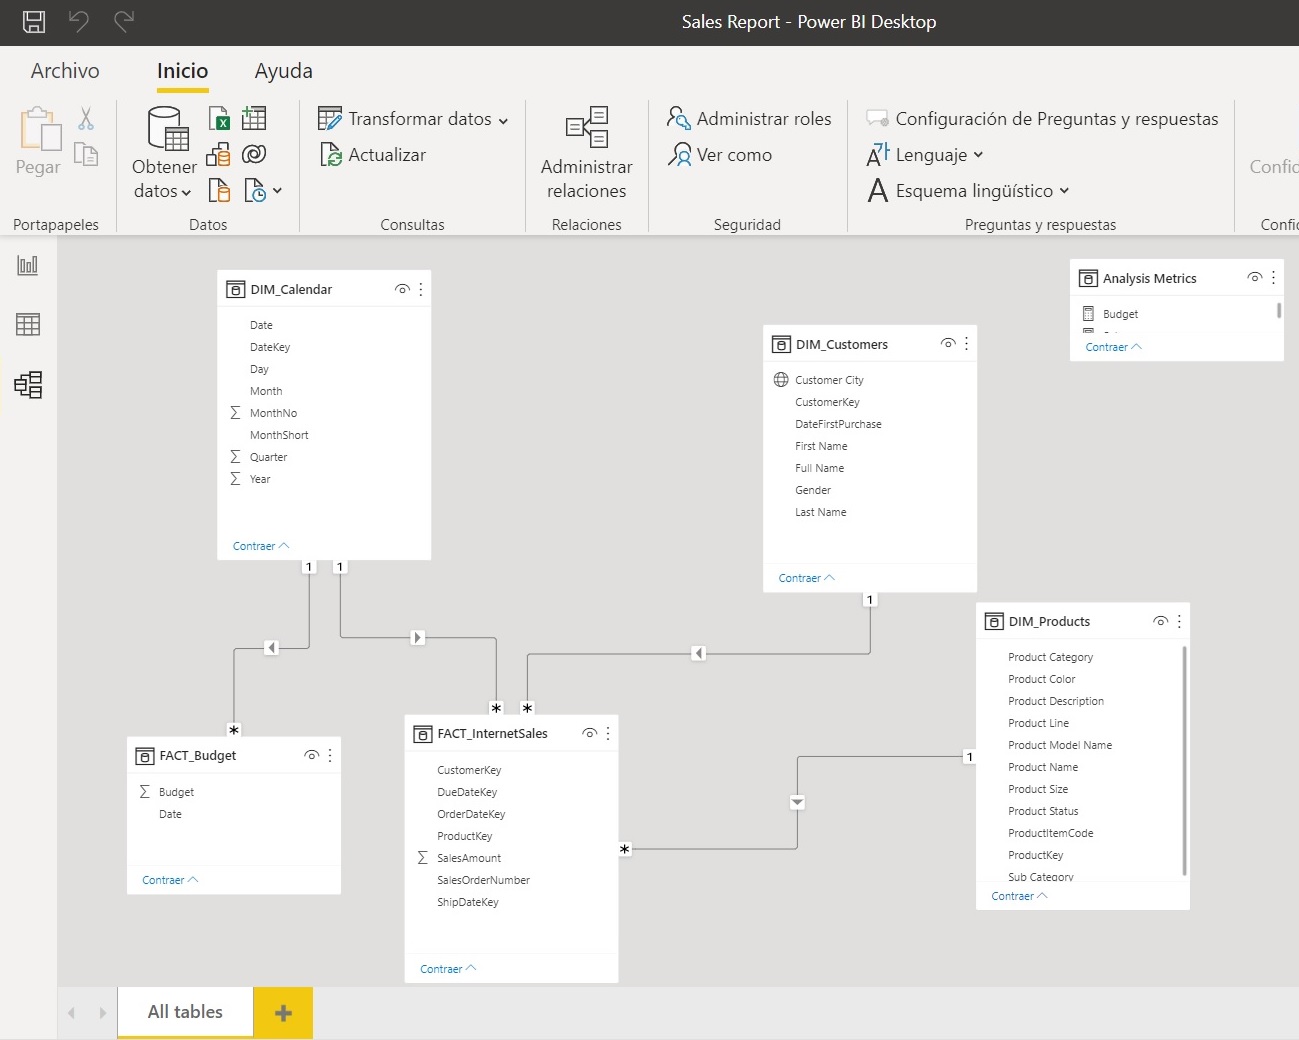 Sales Report - Power BI Desktop
Archivo
Inicio
Ayuda
Pegar
Portapapeles
Obtener
datos
Datos
Transformar datos
Actualizar
Consultas
Administrar
relaciones
Relaciones
Administrar roles
Ver como
Seguridad
Configuración de Preguntas y respuestas
Lenguaje
Esquema lingüístico
Preguntas y respuestas
Confic
Confic
DIM_Calendar
Date
DateKey
Day
Month
MonthNo
MonthShort
Quarter
Year
Contraer
DIM_Customers
Customer City
CustomerKey
DateFirstPurchase
First Name
Full Name
Gender
Last Name
Contraer
Analysis Metrics
Budget
Contraer
1
1
1
*
*
*
DIM_Products
Product Category
Product Color
Product Description
Product Line
Product Model Name
Product Name
Product Size
Product Status
ProductItemCode
ProductKey
Sub Category
Contraer
1
*
FACT_Budget
Budget
Date
Contraer
FACT_InternetSales
CustomerKey
DueDateKey
OrderDateKey
ProductKey
SalesAmount
SalesOrderNumber
ShipDateKey
Contraer
All tables